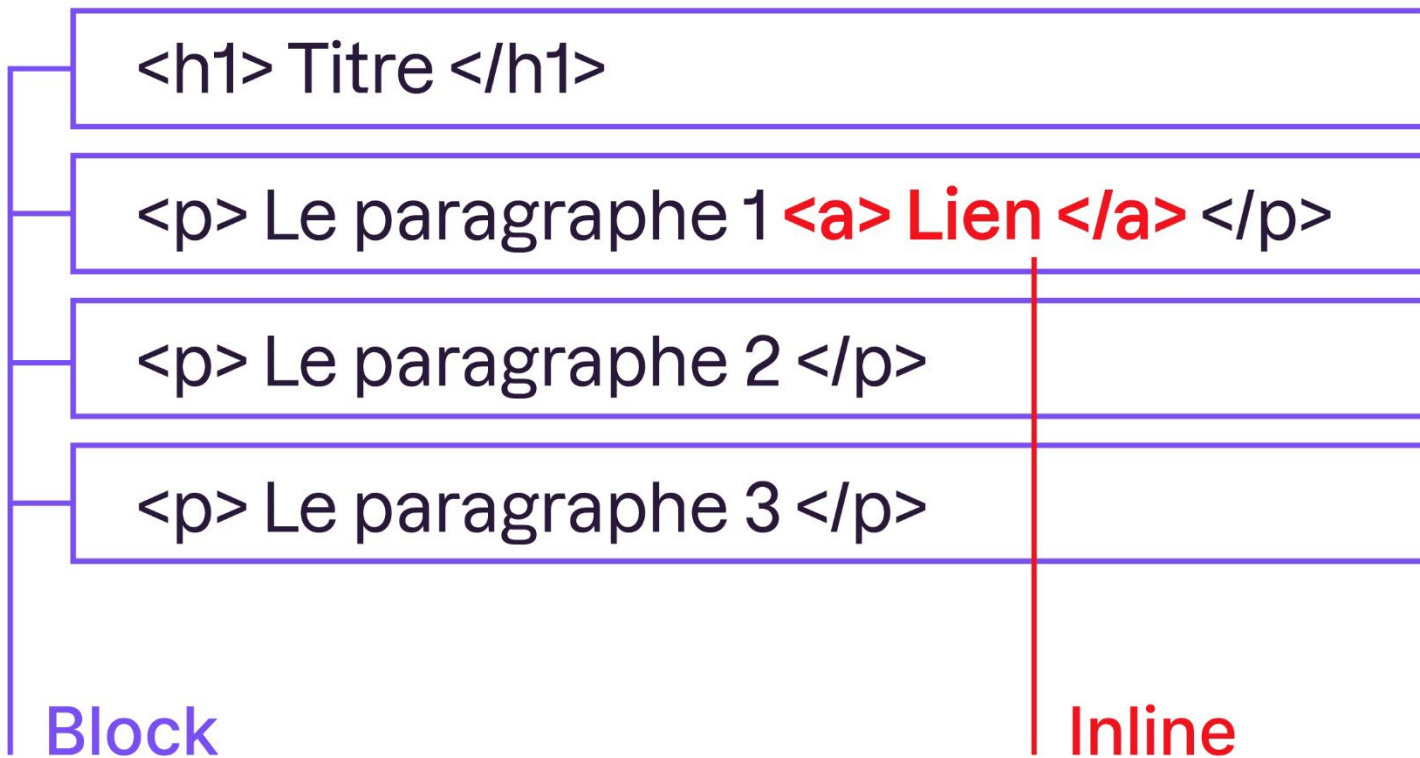 <h1> Titre </h1>
<p> Le paragraphe 1 <a> Lien </a> </p>
<p> Le paragraphe 2 </p>
<p> Le paragraphe 3 </p>
Block
Inline